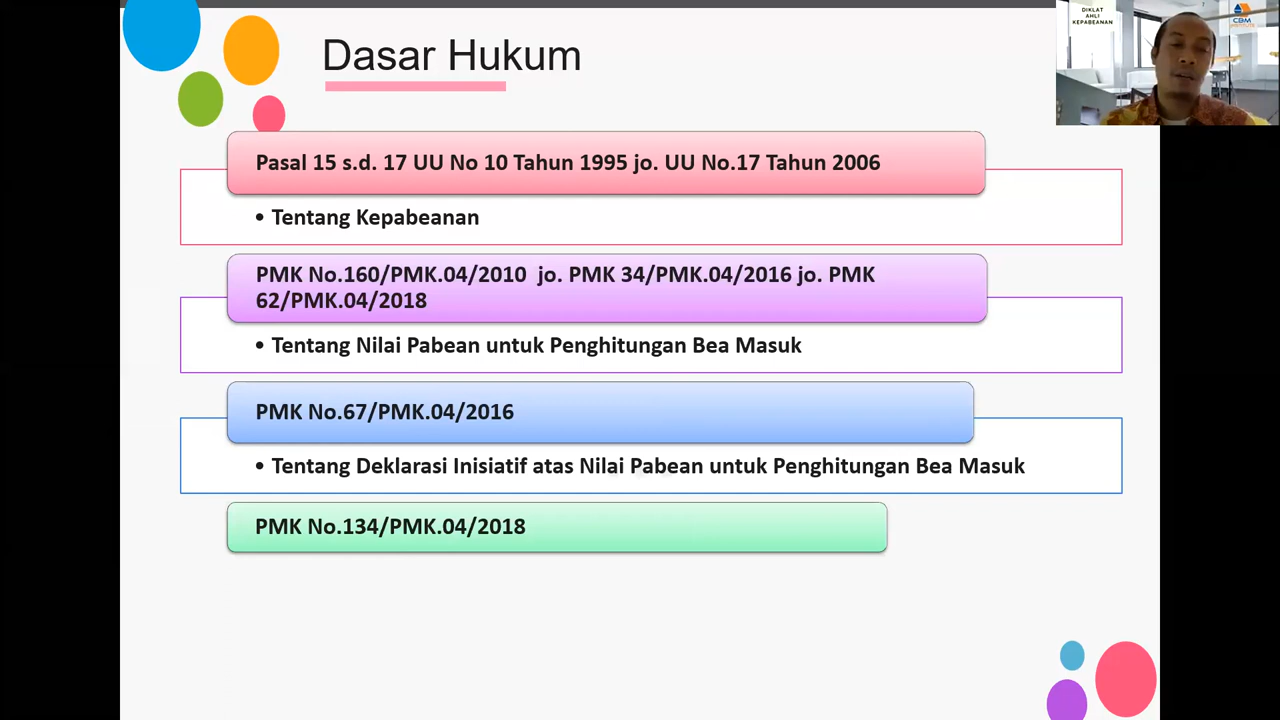 Dasar Hukum
DIKLAT
AHLI
KEPABEANAN
CBM
INSTITUTE
Pasal 15 s.d. 17 UU No 10 Tahun 1995 jo. UU No.17 Tahun 2006
• Tentang Kepabeanan
PMK No.160/PMK.04/2010 jo. PMK 34/PMK.04/2016 jo. PMK
62/PMK.04/2018
• Tentang Nilai Pabean untuk Penghitungan Bea Masuk
PMK No.67/PMK.04/2016
• Tentang Deklarasi Inisiatif atas Nilai Pabean untuk Penghitungan Bea Masuk
PMK No.134/PMK.04/2018